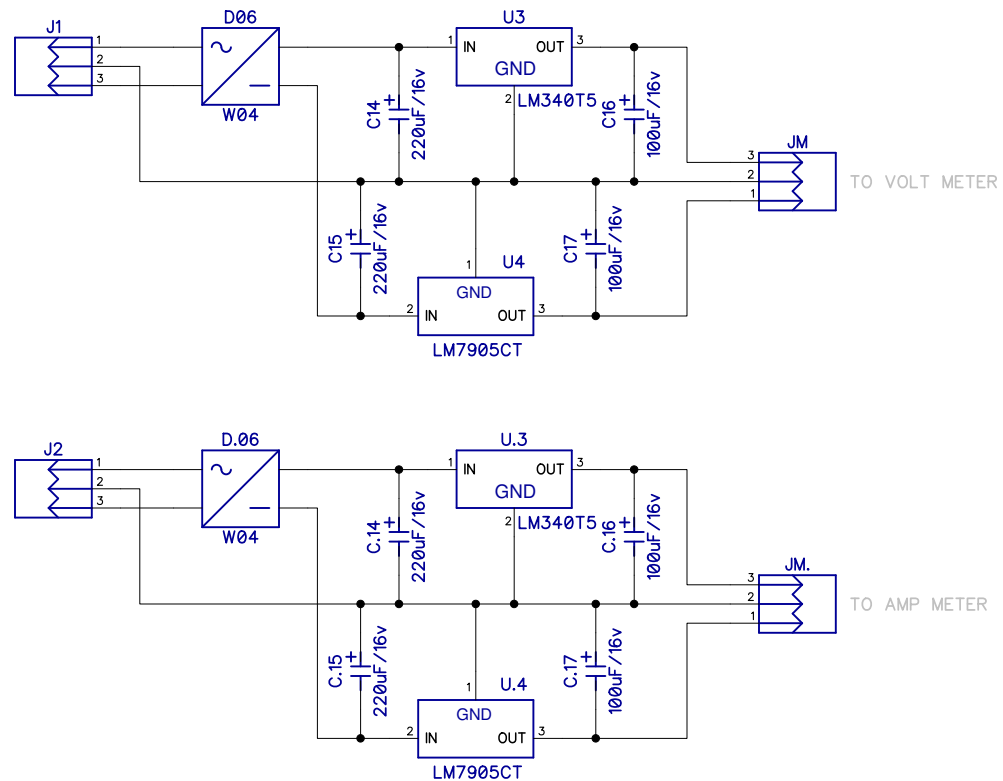 J1
1
2
3
D06
W04
C14
220uF/16v
U3
1
IN
OUT
3
GND
2
LM340T5
C16
100uF/16v
JM
3
2
1
TO VOLT METER
C15
220uF/16v
U4
1
GND
2
IN
OUT
3
LM7905CT
C17
100uF/16v
J2
1
2
3
D.06
W04
C.14
220uF/16v
U.3
1
IN
OUT
3
GND
2
LM340T5
C.16
100uF/16v
JM.
3
2
1
TO AMP METER
C.15
220uF/16v
U.4
1
GND
2
IN
OUT
3
LM7905CT
C.17
100uF/16v